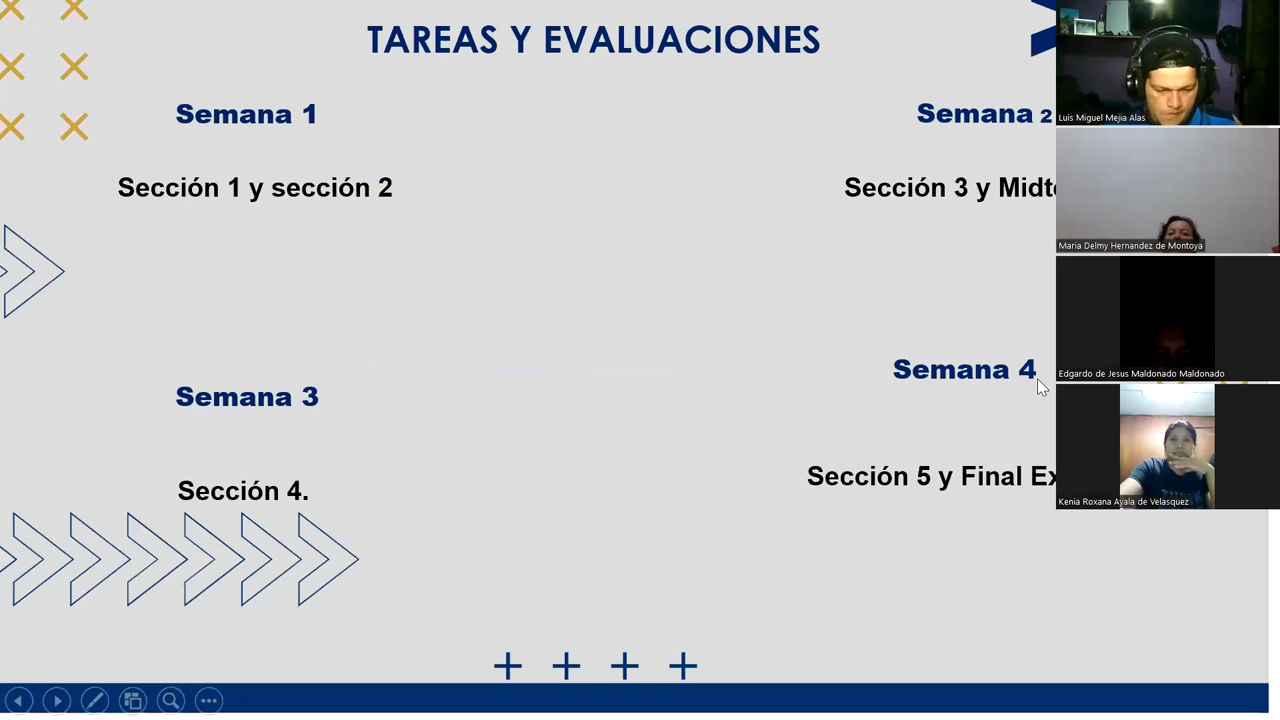 TAREAS Y EVALUACIONES
Semana 1
Semana 2
Sección 1 y sección 2
Sección 3 y
Semana 3
Semana 4
Sección 4.
Sección 5 y Final
Luis Miguel Mejia Alas
Maria Delmy Hernandez de Montoya
Edgardo de Jesus Maldonado Maldonado
Kenia Roxana Ayala de Velasquez